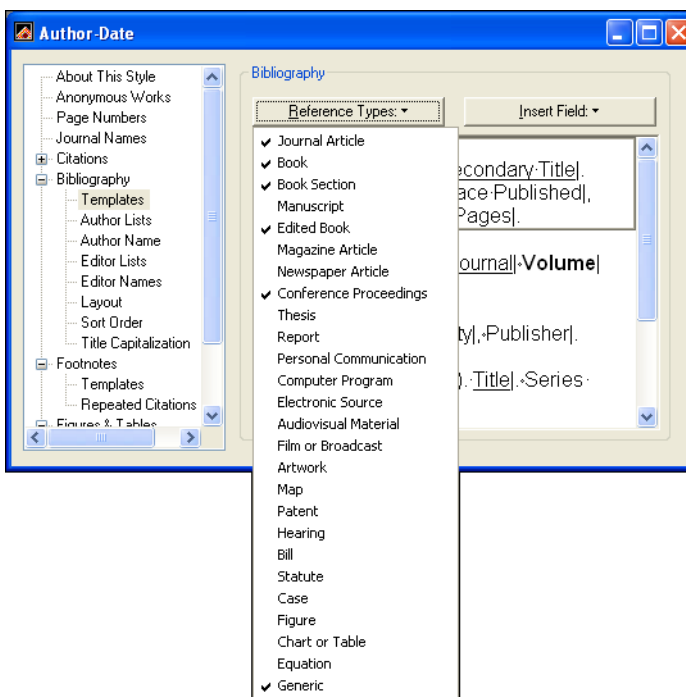 Author-Date
About This Style
Anonymous Works
Page Numbers
Journal Names
Citations
Bibliography
Templates
Author Lists
Author Name
Editor Lists
Editor Names
Layout
Sort Order
Title Capitalization
Footnotes
Templates
Repeated Citations
Figures & Tables
Bibliography
Reference Types:
Insert Field:
Journal Article
Book
Book Section
Manuscript
Edited Book
Magazine Article
Newspaper Article
Conference Proceedings
Thesis
Report
Personal Communication
Computer Program
Electronic Source
Audiovisual Material
Film or Broadcast
Artwork
Map
Patent
Hearing
Bill
Statute
Case
Figure
Chart or Table
Equation
Generic
econdary·Title|.
ace·Published|,
Pages|.
ournal|·Volume|
ty|,·Publisher|.
).·Title|.·Series·